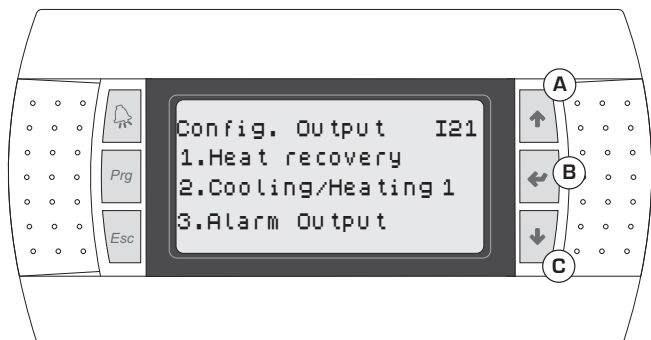 A
Config. Output I21
1.Heat recovery
Prg
B
2.Cooling/Heating 1
3.Alarm Output
Esc
C